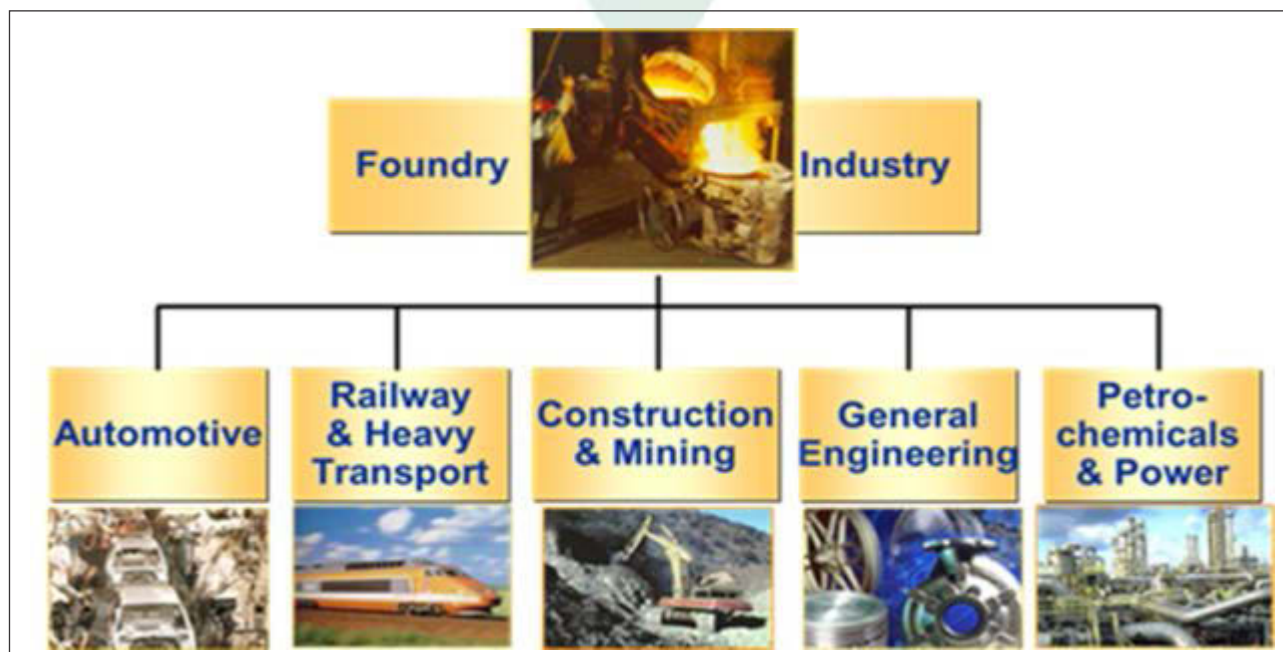 Foundry Industry
Automotive
Railway
& Heavy
Transport
Construction
& Mining
General
Engineering
Petro-
chemicals
& Power